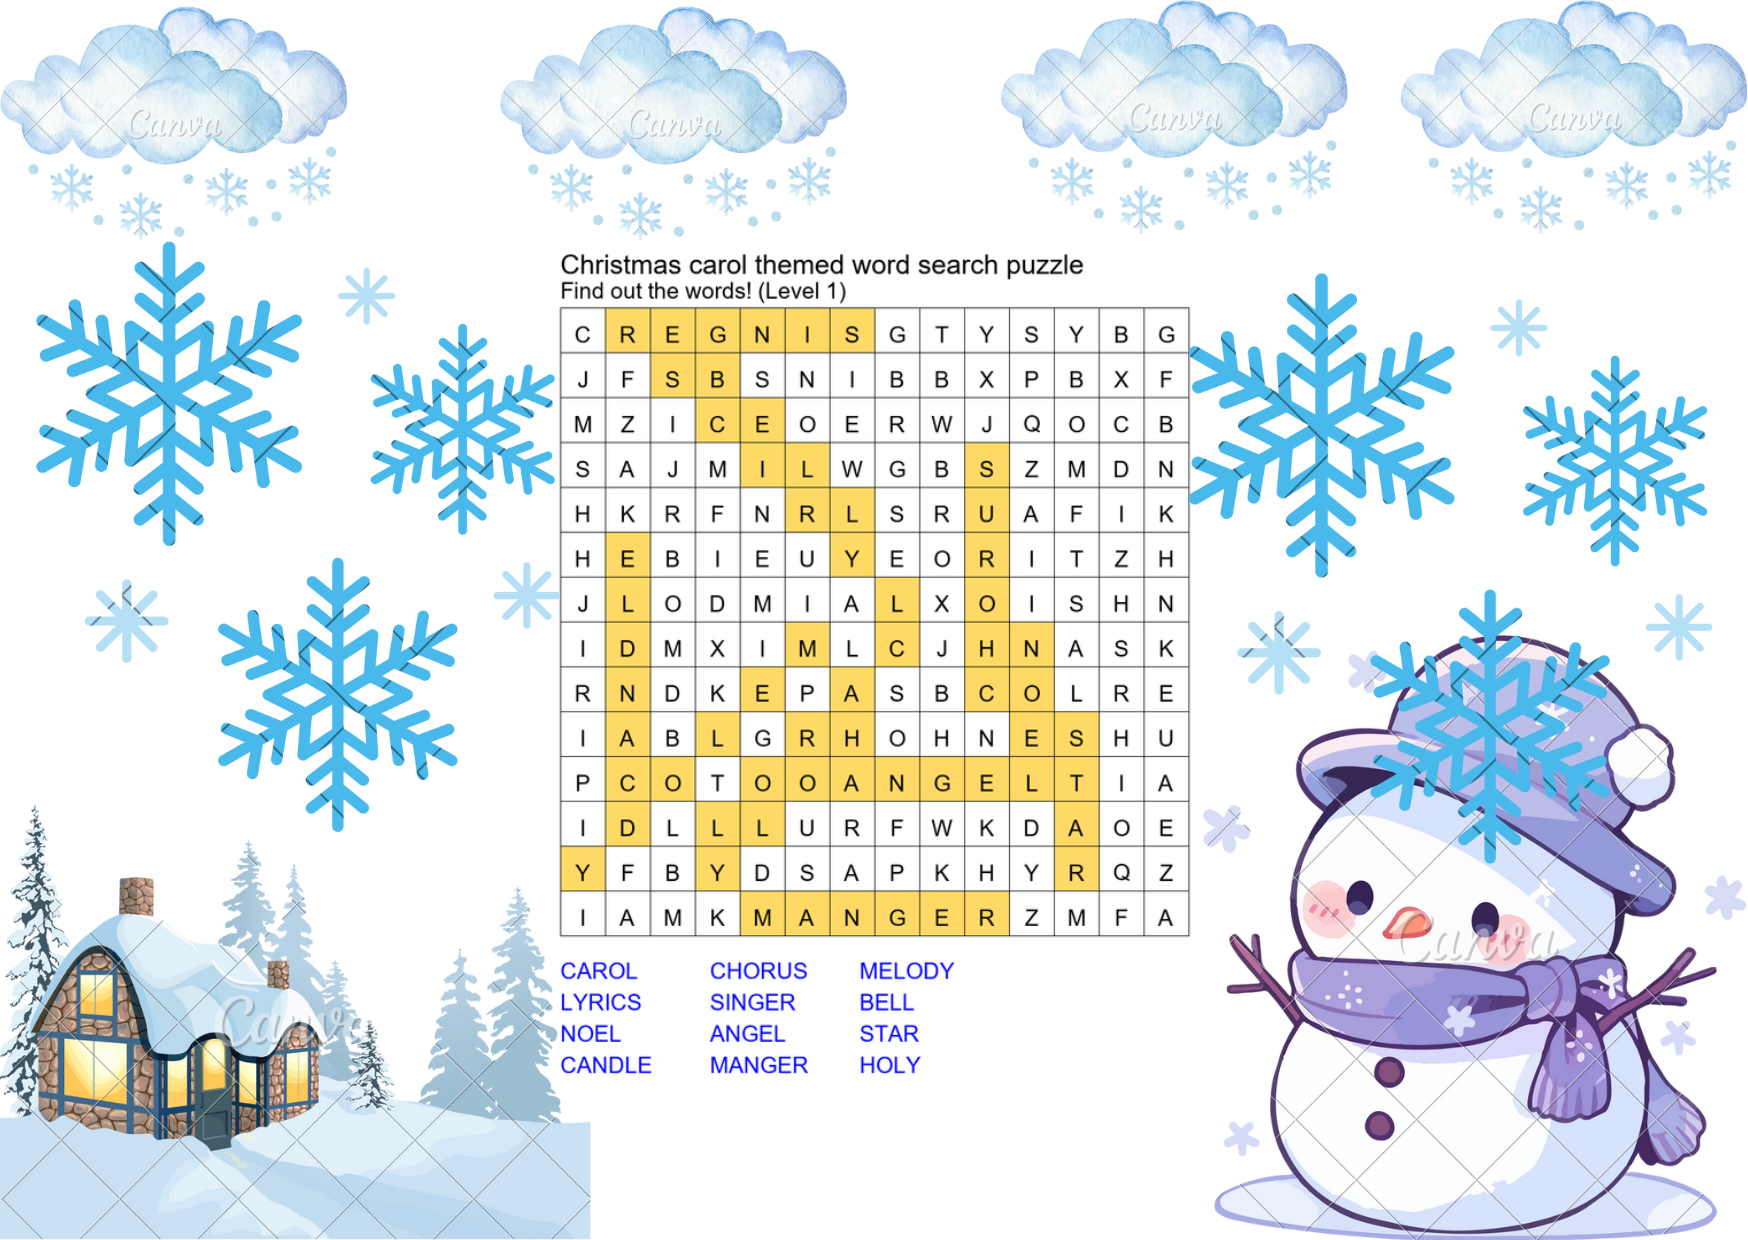 Canva Canva Canva Canva
Christmas carol themed word search puzzle
Find out the words! (Level 1)
C R E G N I S G T Y S Y B G
J F S B S N I B B X P B X F
M Z I C E O E R W J Q O C B
S A J M I L W G B S Z M D N
H K R F N R L S R U A F I K
H E B I E U Y E O R I T Z H
J L O D M I A L X O I S H N
I D M X I M L C J H N A S K
R N D K E P A S B C O L R E
I A B L G R H O H N E S H U
P C O T O O A N G E L T I A
I D L L L U R F W K D A O E
Y F B Y D S A P K H Y R Q Z
I A M K M A N G E R Z M F A
Canva
Canva
CAROL CHORUS MELODY
LYRICS SINGER BELL
NOEL ANGEL STAR
CANDLE MANGER HOLY